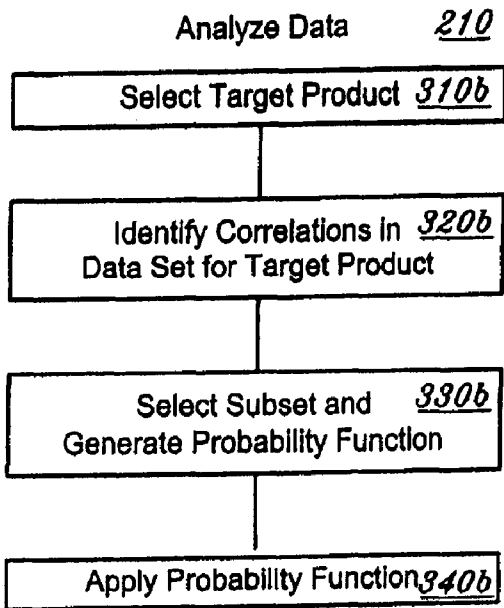 Analyze Data 210
Select Target Product 310b
Identify Correlations in 320b
Data Set for Target Product
Select Subset and 330b
Generate Probability Function
Apply Probability Function 340b